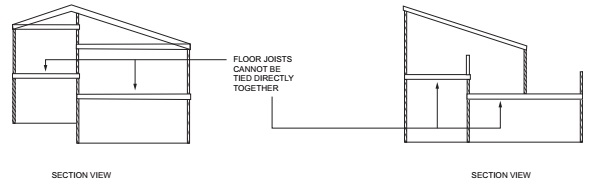 FLOOR JOISTS
CANNOT BE
TIED DIRECTLY
TOGETHER
SECTION VIEW
SECTION VIEW